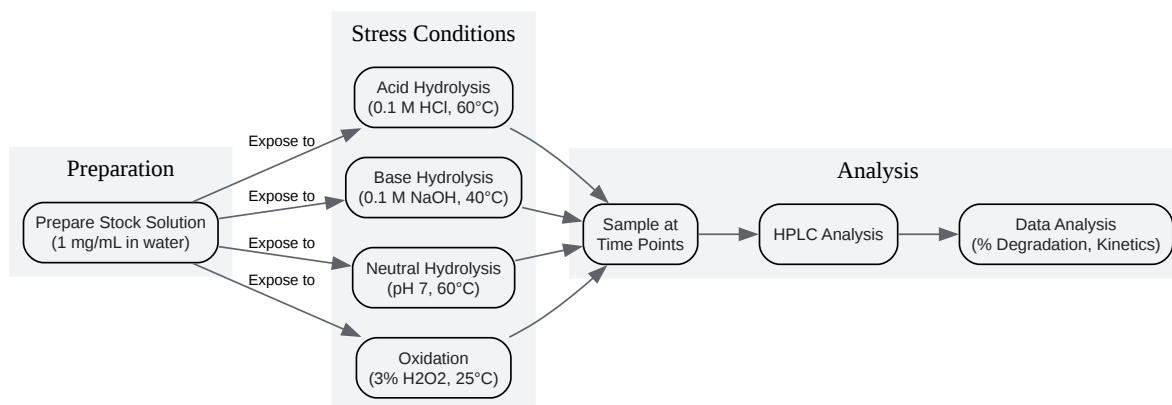 Preparation
Prepare Stock Solution
(1 mg/mL in water)
Expose to
Expose to
Expose to
Expose to
Stress Conditions
Acid Hydrolysis
(0.1 M HCl, 60°C)
Base Hydrolysis
(0.1 M NaOH, 40°C)
Neutral Hydrolysis
(pH 7, 60°C)
Oxidation
(3% H2O2, 25°C)
Analysis
Sample at
Time Points
HPLC Analysis
Data Analysis
(% Degradation, Kinetics)